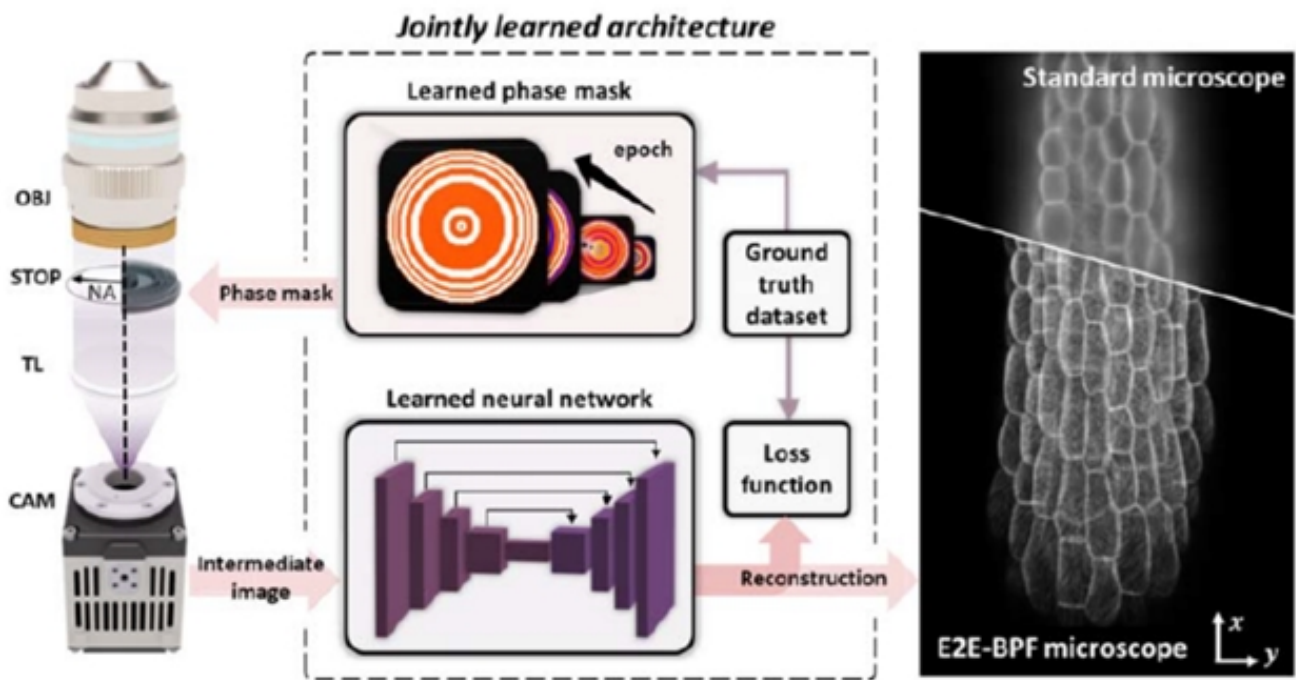 Jointly learned architecture
Learned phase mask
epoch
OBJ
STOP
NA
Phase mask
TL
CAM
Ground
truth
dataset
Learned neural network
Loss
function
Intermediate
image
Reconstruction
Standard microscope
E2E-BPF microscope
x
y